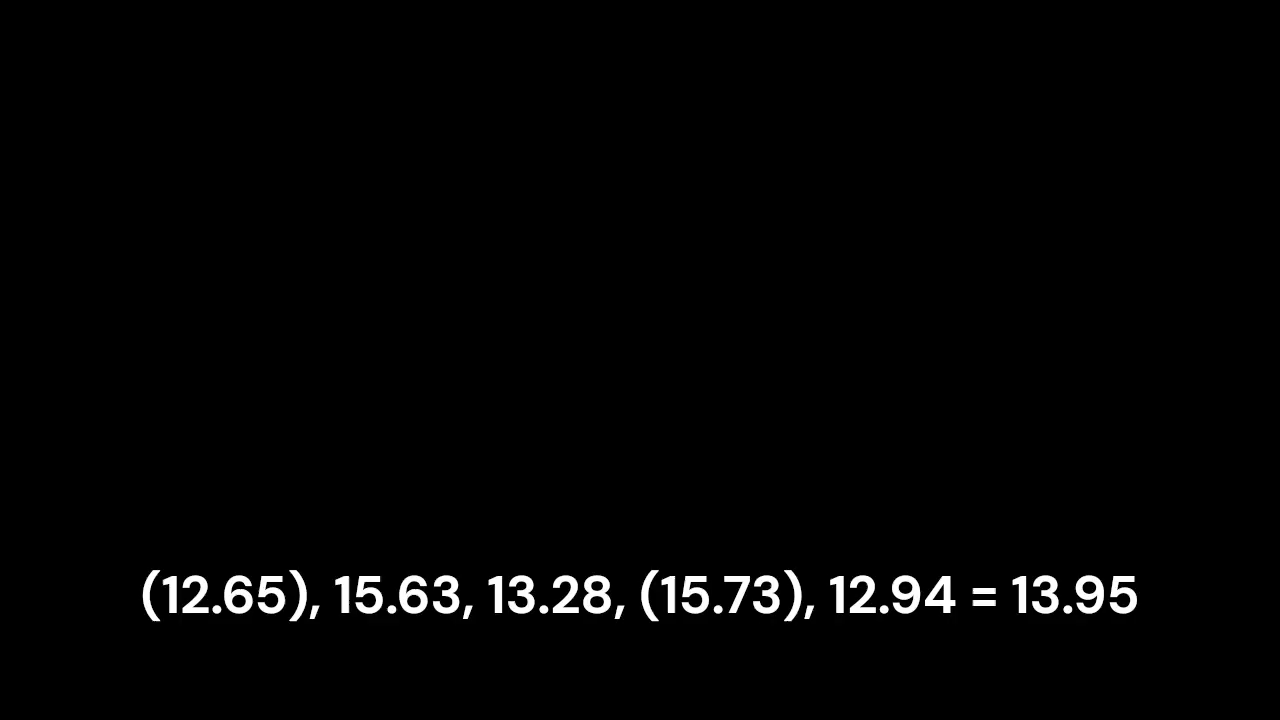 (12.65), 15.63, 13.28, (15.73), 12.94 = 13.95